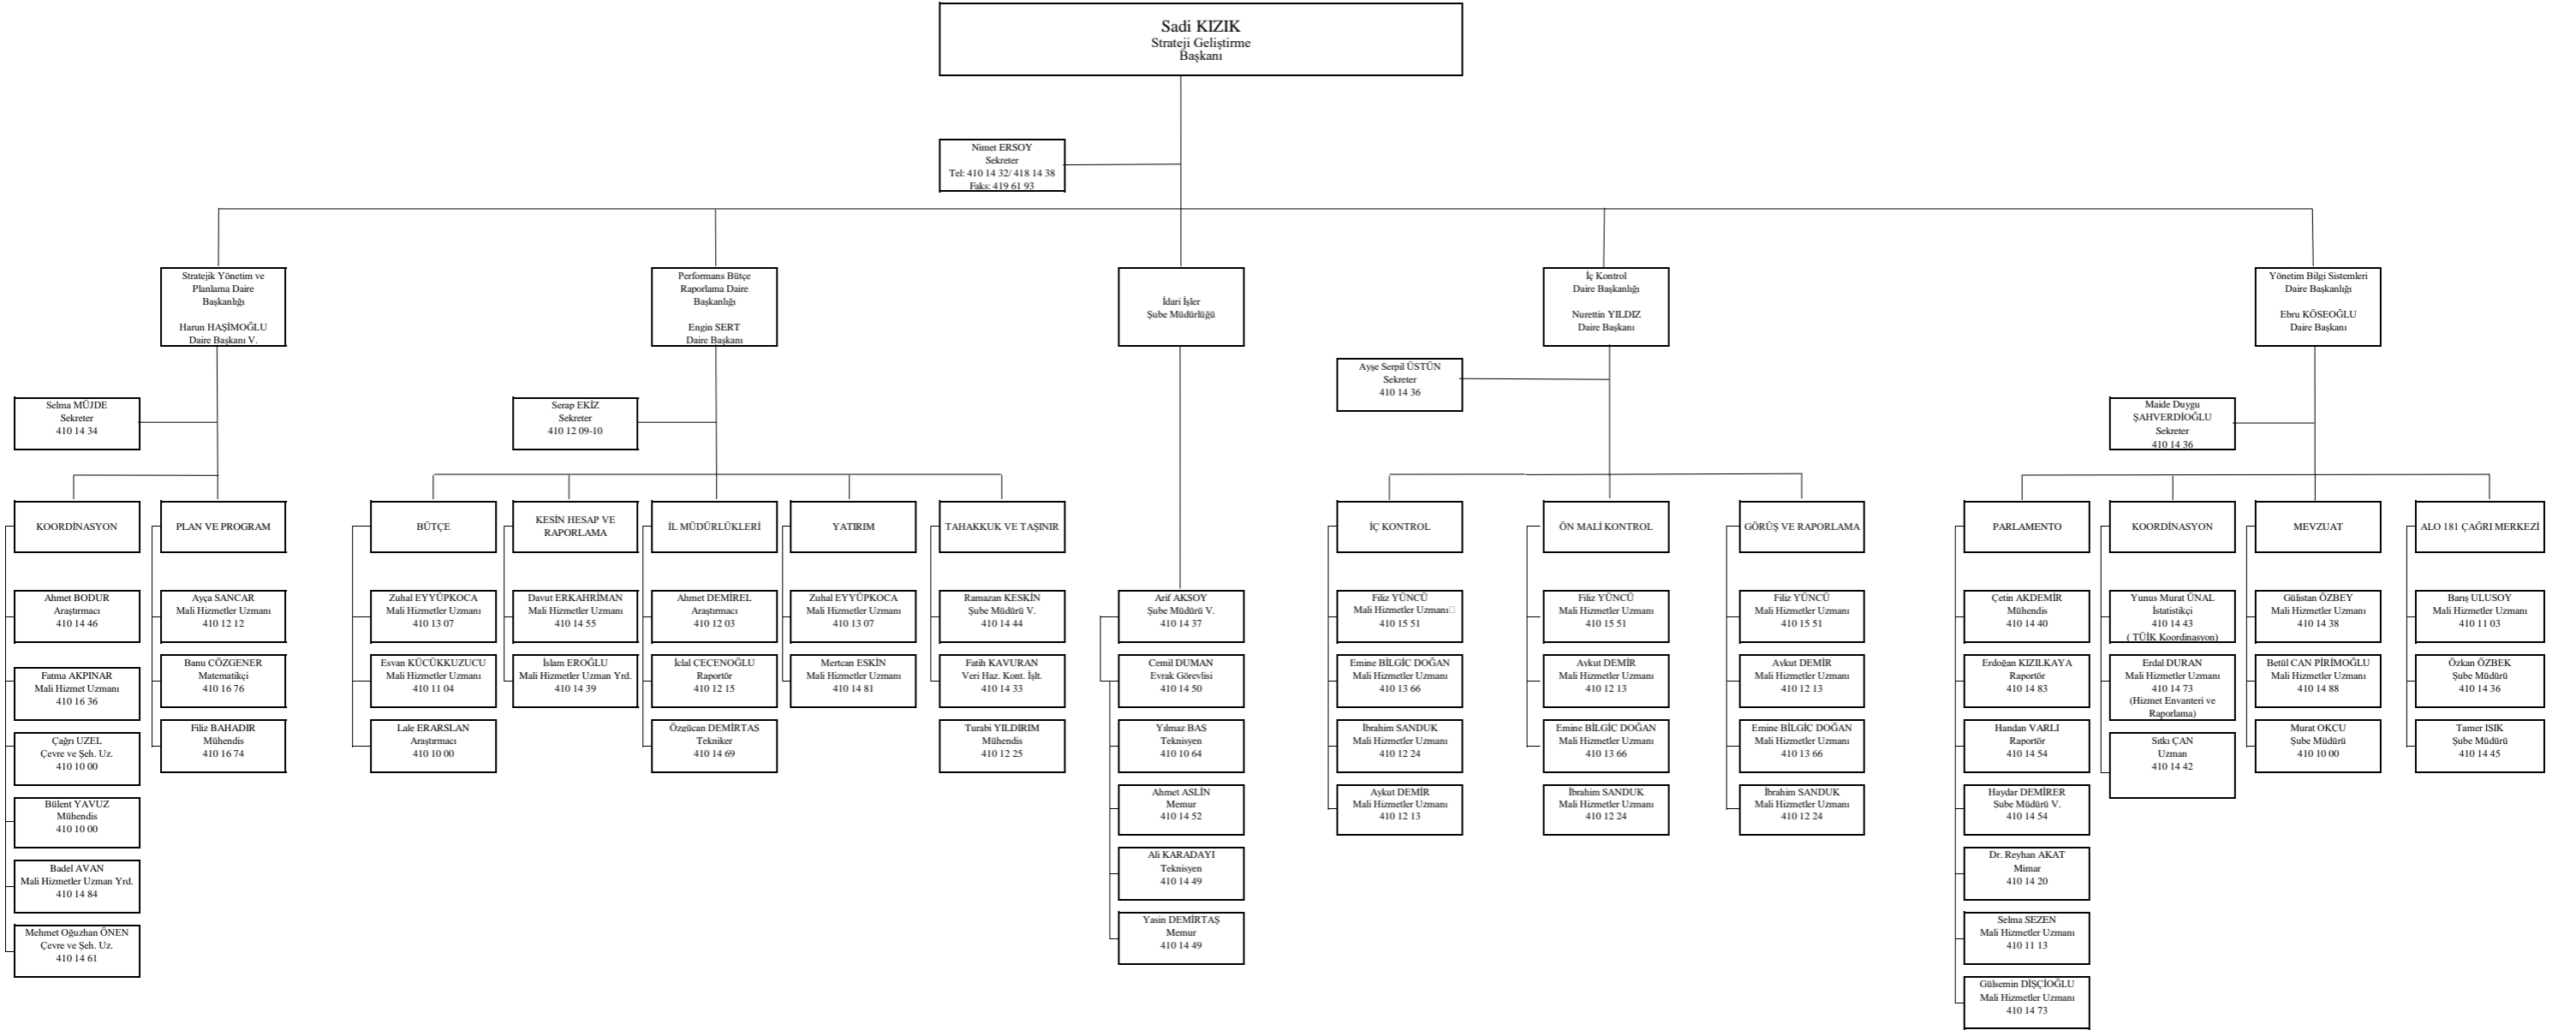 Sadi KIZIK
Strateji Geliştirme
Başkanı
Nimet ERSOY
Sekreter
Tel: 410 14 32/ 418 14 38
Faks: 419 61 93
Stratejik Yönetim ve
Planlama Daire
Başkanlığı
Harun HAŞİMOĞLU
Daire Başkanı V.
Performans Bütçe
Raporlama Daire
Başkanlığı
Engin SERT
Daire Başkanı
İdari İşler
Şube Müdürlüğü
İç Kontrol
Daire Başkanlığı
Nurettin YILDIZ
Daire Başkanı
Yönetim Bilgi Sistemleri
Daire Başkanlığı
Ebru KÖSEOĞLU
Daire Başkanı
Selma MÜJDE
Sekreter
410 14 34
Serap EKİZ
Sekreter
410 12 09-10
Ayşe Serpil ÜSTÜN
Sekreter
410 14 36
Maide Duygu
ŞAHVERDİOĞLU
Sekreter
410 14 36
KOORDİNASYON
Ahmet BODUR
Araştırmacı
410 14 46
Fatma AKPINAR
Mali Hizmet Uzmanı
410 16 36
Çağrı UZEL
Çevre ve Şeh. Uz.
410 10 00
Bülent YAVUZ
Mühendis
410 10 00
Badel AVAN
Mali Hizmetler Uzman Yrd.
410 14 84
Mehmet Oğuzhan ÖNEN
Çevre ve Şeh. Uz.
410 14 61
PLAN VE PROGRAM
Ayça SANCAR
Mali Hizmetler Uzmanı
410 12 12
Banu ÇÖZGENER
Matematikçi
410 16 76
Filiz BAHADIR
Mühendis
410 16 74
BÜTÇE
Zuhal EYYÜPKOCA
Mali Hizmetler Uzmanı
410 13 07
Esvan KÜÇÜKKUZUCU
Mali Hizmetler Uzmanı
410 11 04
Lale ERARSLAN
Araştırmacı
410 10 00
KESİN HESAP VE
RAPORLAMA
Davut ERKAHRİMAN
Mali Hizmetler Uzmanı
410 14 55
İslam EROĞLU
Mali Hizmetler Uzman Yrd.
410 14 39
İL MÜDÜRLÜKLERİ
Ahmet DEMİREL
Araştırmacı
410 12 03
İclal CEÇENOĞLU
Raportör
410 12 15
Özgücan DEMİRTAS
Tekniker
410 14 69
YATIRIM
Zuhal EYYÜPKOCA
Mali Hizmetler Uzmanı
410 13 07
Mertcan ESKİN
Mali Hizmetler Uzmanı
410 14 81
TAHAKKUK VE TAŞINIR
Ramazan KESKİN
Şube Müdürü V.
410 14 44
Fatih KAVURAN
Veri Haz. Kont. İşlt.
410 14 33
Turabi YILDIRIM
Mühendis
410 12 25
Arif AKSOY
Şube Müdürü V.
410 14 37
Cemil DUMAN
Evrak Görevlisi
410 14 50
Yılmaz BAS
Teknisyen
410 10 64
Ahmet ASLİN
Memur
410 14 52
Ali KARADAYI
Teknisyen
410 14 49
Yasin DEMİRTAŞ
Memur
410 14 49
İÇ KONTROL
Filiz YÜNCÜ
Mali Hizmetler Uzmanı
410 15 51
Emine BİLGİÇ DOĞAN
Mali Hizmetler Uzmanı
410 13 66
İbrahim SANDUK
Mali Hizmetler Uzmanı
410 12 24
Aykut DEMİR
Mali Hizmetler Uzmanı
410 12 13
ÖN MALİ KONTROL
Filiz YÜNCÜ
Mali Hizmetler Uzmanı
410 15 51
Aykut DEMİR
Mali Hizmetler Uzmanı
410 12 13
Emine BİLGİÇ DOĞAN
Mali Hizmetler Uzmanı
410 13 66
İbrahim SANDUK
Mali Hizmetler Uzmanı
410 12 24
GÖRÜŞ VE RAPORLAMA
Filiz YÜNCÜ
Mali Hizmetler Uzmanı
410 15 51
Aykut DEMİR
Mali Hizmetler Uzmanı
410 12 13
Emine BİLGİÇ DOĞAN
Mali Hizmetler Uzmanı
410 13 66
İbrahim SANDUK
Mali Hizmetler Uzmanı
410 12 24
PARLAMENTO
Çetin AKDEMİR
Mühendis
410 14 40
Erdoğan KIZILKAYA
Raportör
410 14 83
Handan VARLI
Raportör
410 14 54
Haydar DEMİRER
Şube Müdürü V.
410 14 54
Dr. Reyhan AKAT
Mimar
410 14 20
Selma SEZEN
Mali Hizmetler Uzmanı
410 11 13
Gülsemin DİŞÇİOĞLU
Mali Hizmetler Uzmanı
410 14 73
KOORDİNASYON
Yunus Murat ÜNAL
İstatistikçi
410 14 43
( TÜİK Koordinasyon)
Erdal DURAN
Mali Hizmetler Uzmanı
410 14 73
(Hizmet Envanteri ve
Raporlama)
Sıtkı ÇAN
Uzman
410 14 42
MEVZUAT
Gülistan ÖZBEY
Mali Hizmetler Uzmanı
410 14 38
Betül CAN PİRİMOĞLU
Mali Hizmetler Uzmanı
410 14 88
Murat OKCU
Şube Müdürü
410 10 00
ALO 181 ÇAĞRI MERKEZİ
Barış ULUSOY
Mali Hizmetler Uzmanı
410 11 03
Özkan ÖZBEK
Şube Müdürü
410 14 36
Tamer ISIK
Şube Müdürü
410 14 45